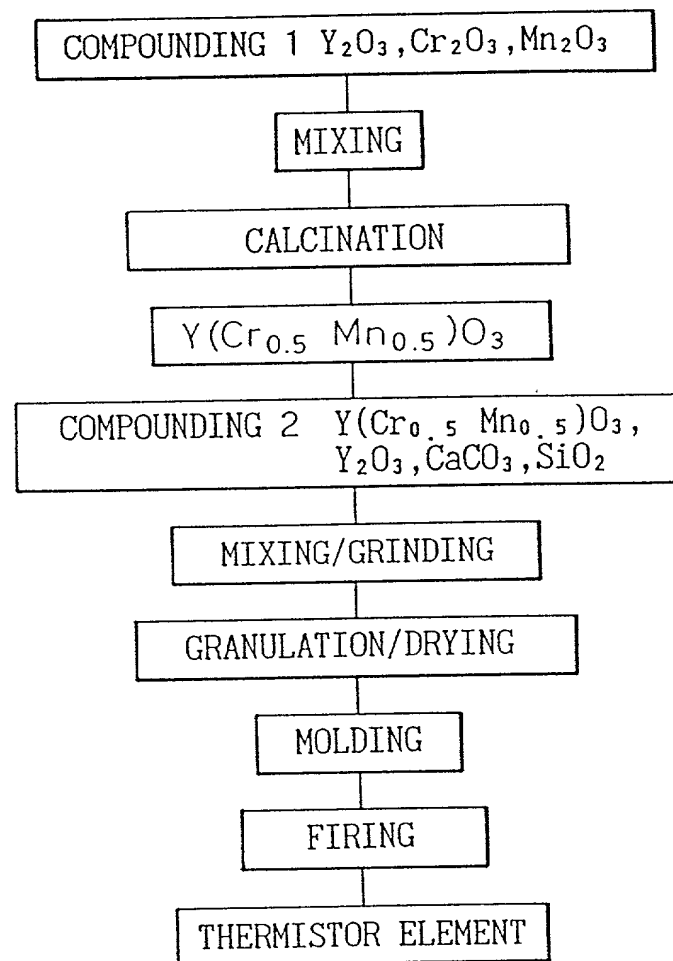 COMPOUNDING 1 Y₂O₃,Cr₂O₃,Mn₂O₃
MIXING
CALCINATION
Y(Cr₀.₅ Mn₀.₅)O₃
COMPOUNDING 2 Y(Cr₀.₅ Mn₀.₅)O₃,
Y₂O₃,CaCO₃,SiO₂
MIXING/GRINDING
GRANULATION/DRYING
MOLDING
FIRING
THERMISTOR ELEMENT